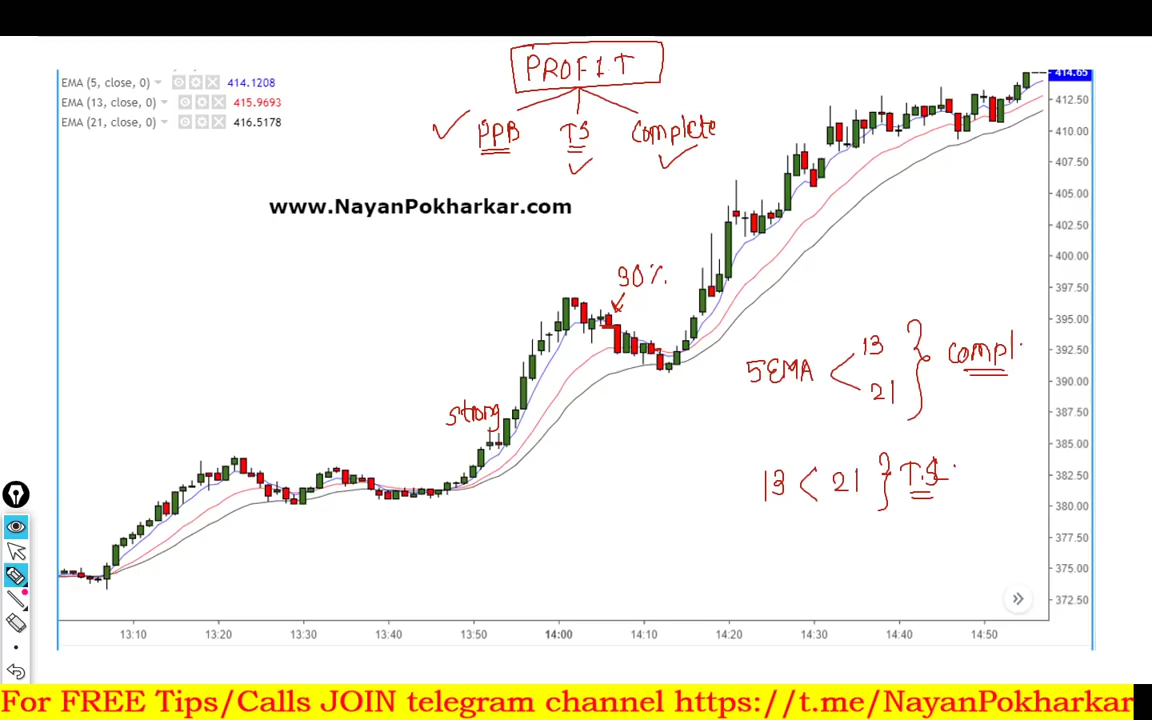 PROFIT
PPB TS Complete
EMA (5, close, 0) 414.1208
EMA (13, close, 0) 415.9693
EMA (21, close, 0) 416.5178
www.NayanPokharkar.com
30%
strong
5EMA < 13 21 } Compl.
13 < 21 } T.S.
414.65
412.50
410.00
407.50
405.00
402.50
400.00
397.50
395.00
392.50
390.00
387.50
385.00
382.50
380.00
377.50
375.00
372.50
13:10 13:20 13:30 13:40 13:50 14:00 14:10 14:20 14:30 14:40 14:50
For FREE Tips/Calls JOIN telegram channel https://t.me/NayanPokharkar